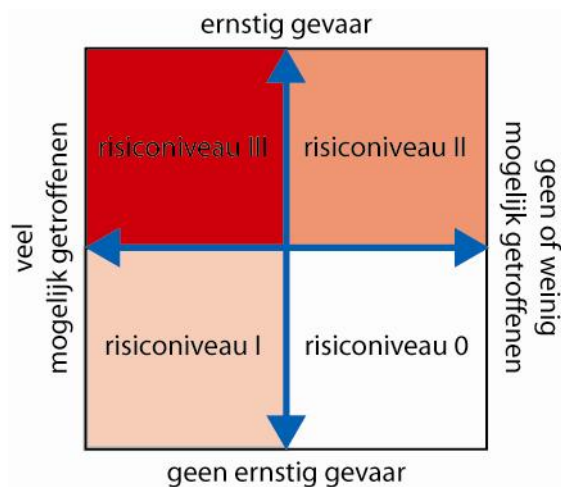 ernstig gevaar
risiconiveau III
risiconiveau II
veel
mogelijk getroffenen
geen of weinig
mogelijk getroffenen
risiconiveau I
risiconiveau 0
geen ernstig gevaar